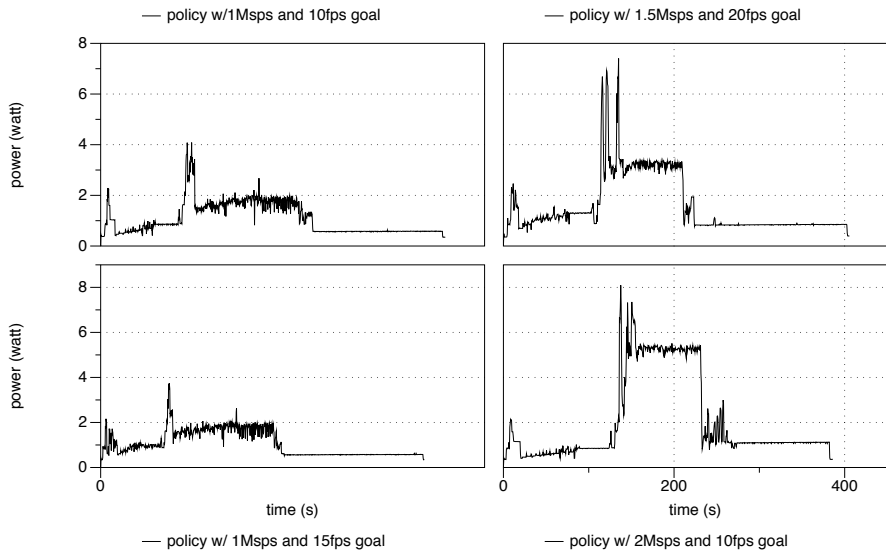 policy w/1Msps and 10fps goal
policy w/ 1.5Msps and 20fps goal
8
6
4
2
0
power (watt)
8
6
4
2
0
power (watt)
0
0
200
400
time (s)
time (s)
policy w/ 1Msps and 15fps goal
policy w/ 2Msps and 10fps goal